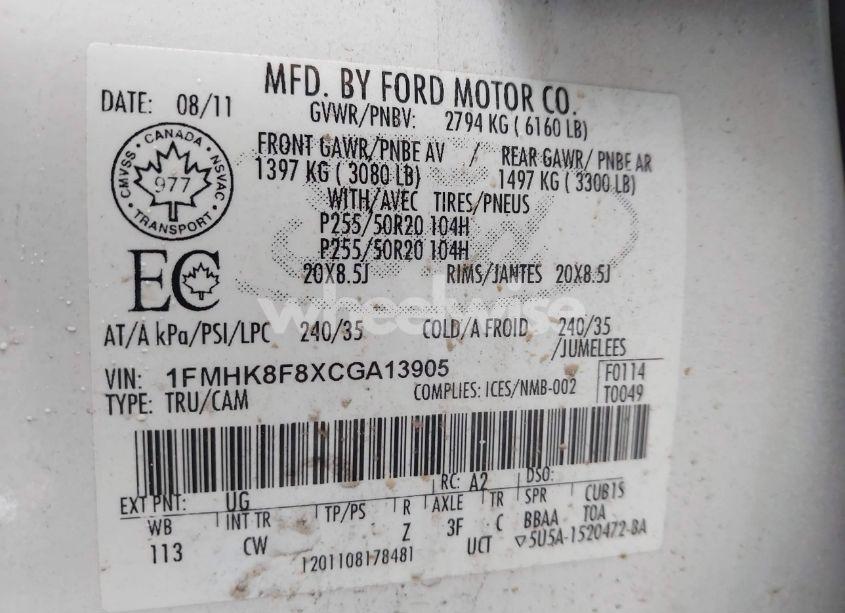 MFD. BY FORD MOTOR CO.
DATE: 08/11 GVWR/PNBV: 2794 KG ( 6160 LB)
FRONT GAWR/PNBE AV / REAR GAWR/ PNBE AR
1397 KG ( 3080 LB) 1497 KG ( 3300 LB)
CANADA
CMVSS NSVAC
977
TRANSPORT
WITH/AVEC TIRES/PNEUS
P255/50R20 104H
P255/50R20 104H
EC
20X8.5J RIMS/JANTES 20X8.5J
wheelwise
AT/A kPa/PSI/LPC 240/35 COLD/A FROID 240/35
/JUMELEES
VIN: 1FMHK8F8XCGA13905
COMPLIES: ICES/NMB-002 F0114
TYPE: TRU/CAM T0049
RC: A2 DSO:
EXT PNT: UG
WB INT TR TP/PS R AXLE TR SPR CUB1S
113 CW Z 3F C BBAA TOA
1201108178481 UCT ▽5U5A-1520472-BA